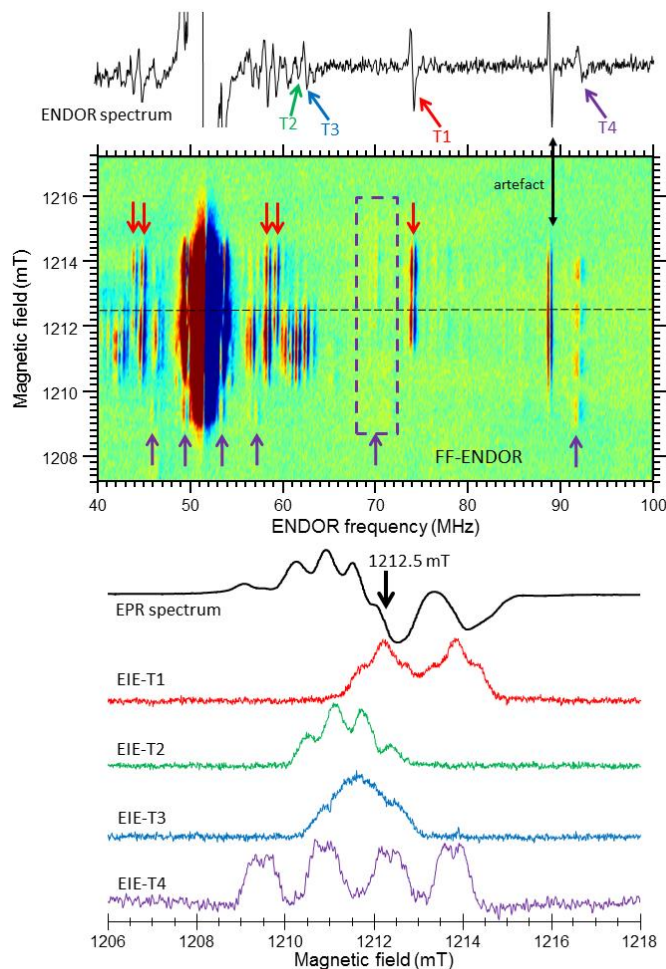 ENDOR spectrum
T2
T3
T1
T4
artefact
Magnetic field (mT)
1216
1214
1212
1210
1208
FF-ENDOR
40 50 60 70 80 90 100
ENDOR frequency (MHz)
1212.5 mT
EPR spectrum
EIE-T1
EIE-T2
EIE-T3
EIE-T4
1206 1208 1210 1212 1214 1216 1218
Magnetic field (mT)